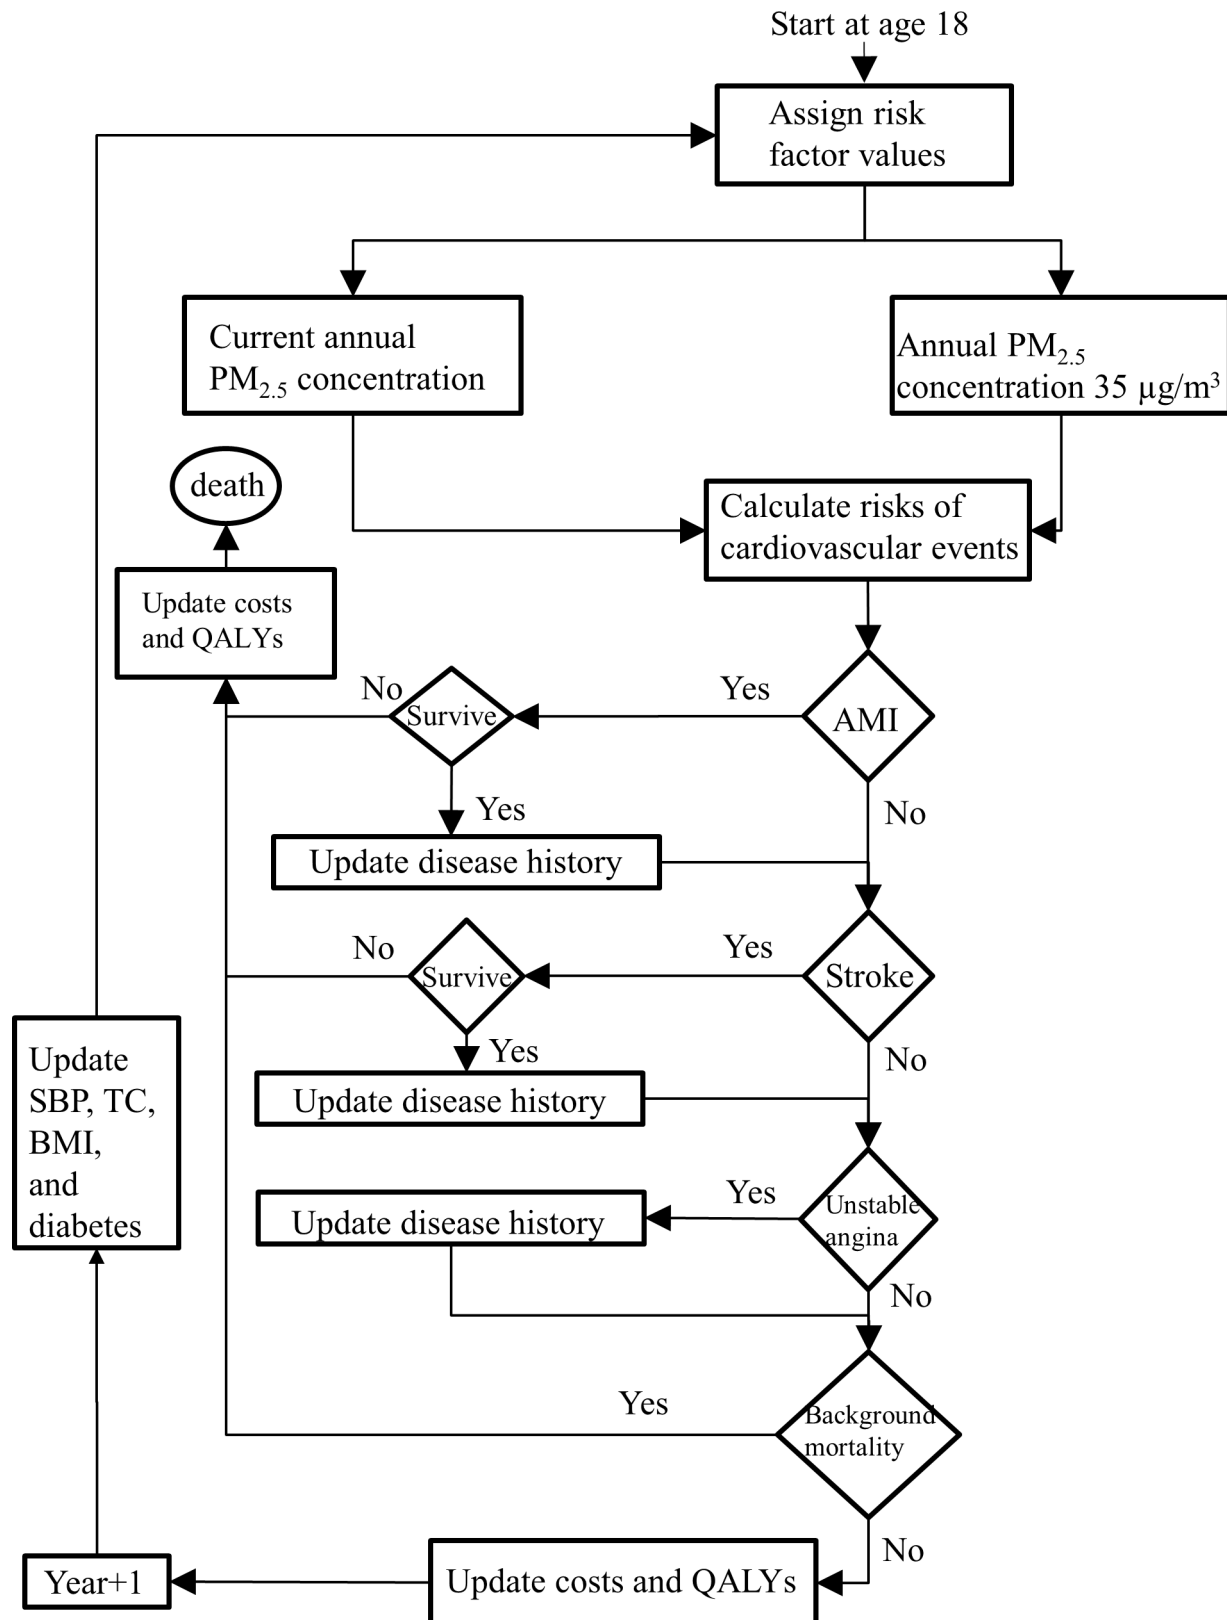 Start at age 18
Assign risk
factor values
Current annual
PM₂.₅ concentration
Annual PM₂.₅
concentration 35 µg/m³
death
Calculate risks of
cardiovascular events
Update costs
and QALYs
No
Survive
Yes
AMI
Yes
No
Update disease history
No
Survive
Yes
Stroke
Yes
No
Update disease history
Update
SBP, TC,
BMI,
and
diabetes
Yes
Unstable
angina
Update disease history
No
Yes
Background
mortality
No
Update costs and QALYs
Year+1